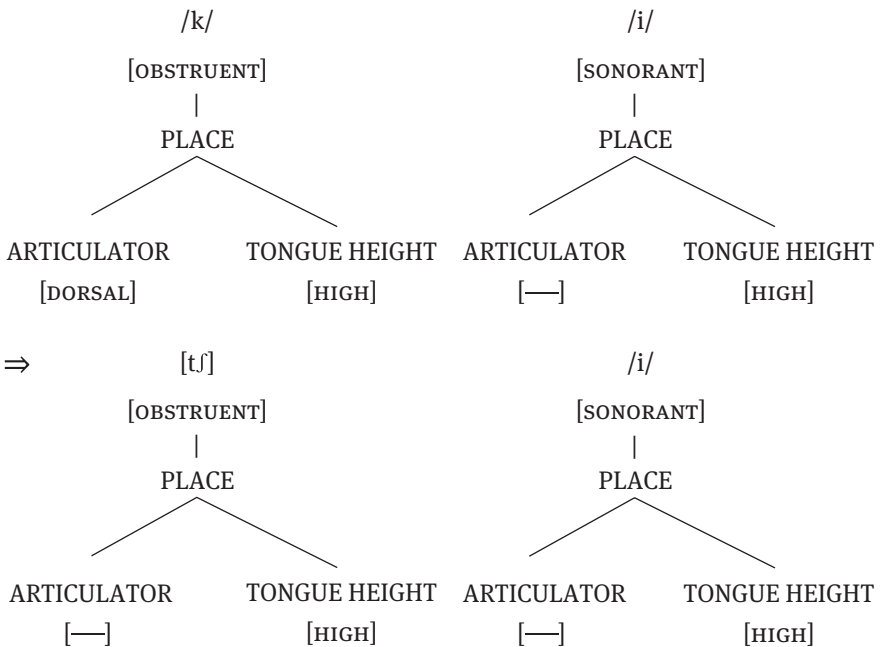 /k/ /i/
[OBSTRUENT] [SONORANT]
PLACE PLACE
ARTICULATOR TONGUE HEIGHT ARTICULATOR TONGUE HEIGHT
[DORSAL] [HIGH] [—] [HIGH]
⇒ [tʃ] /i/
[OBSTRUENT] [SONORANT]
PLACE PLACE
ARTICULATOR TONGUE HEIGHT ARTICULATOR TONGUE HEIGHT
[—] [HIGH] [—] [HIGH]